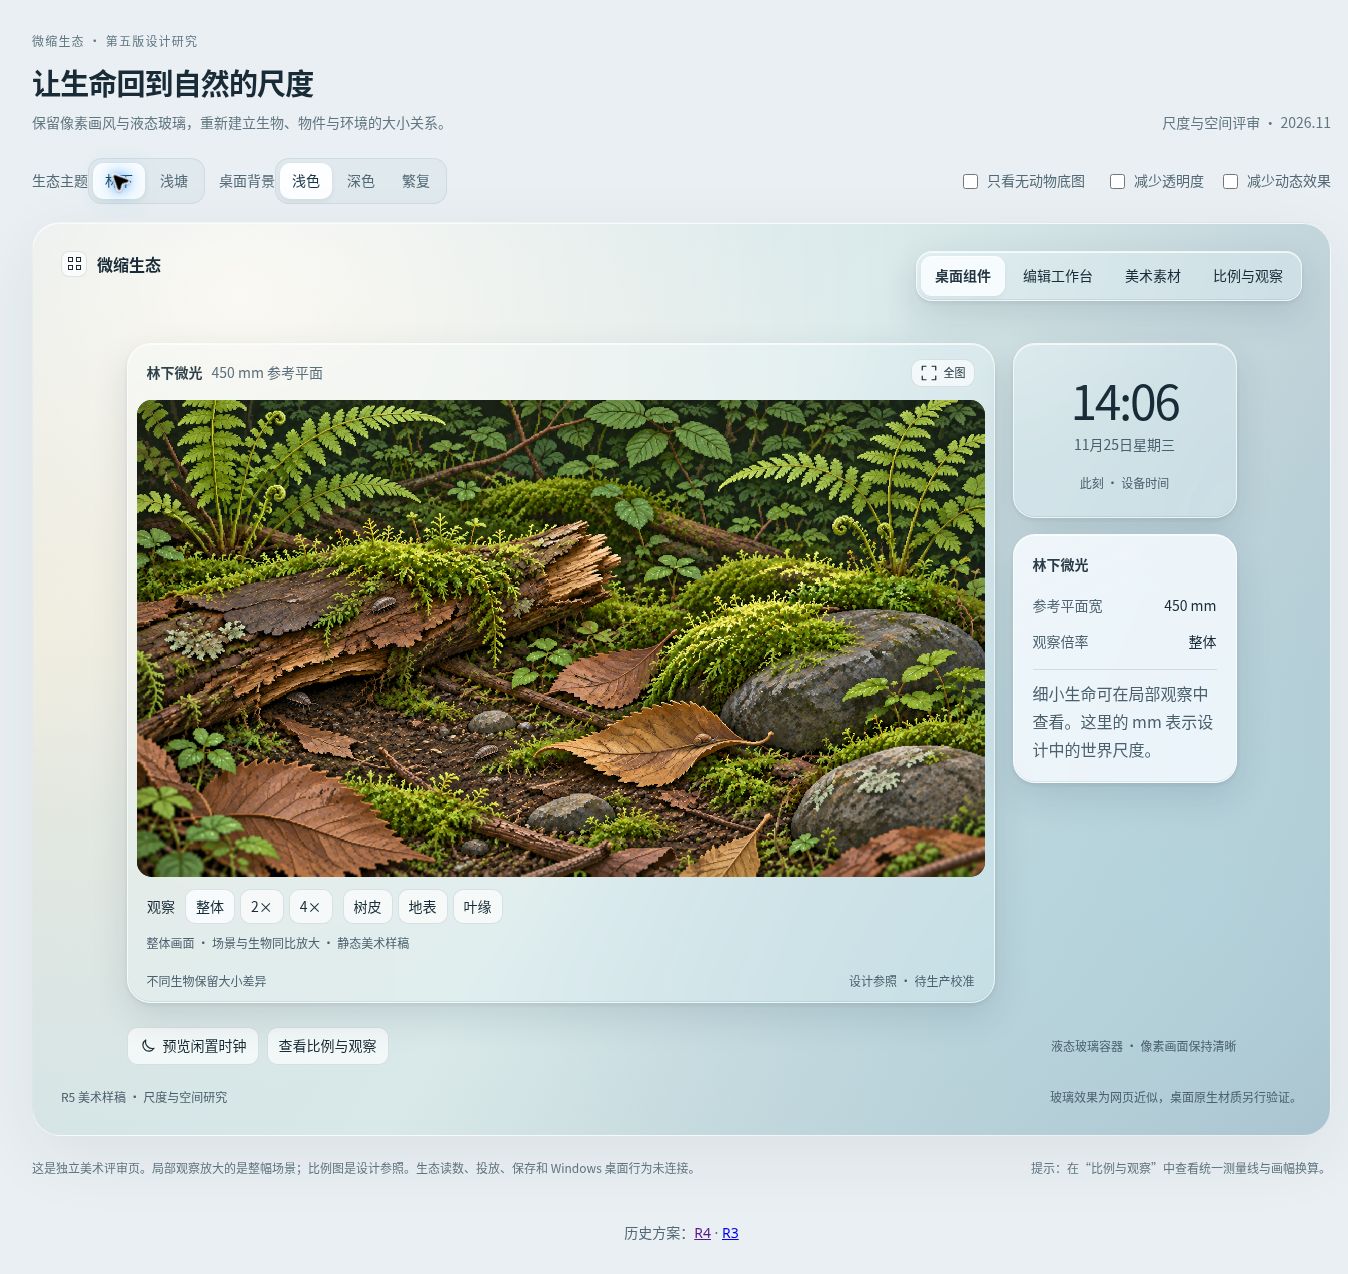 微缩生态 · 第五版设计研究
让生命回到自然的尺度
保留像素画风与液态玻璃，重新建立生物、物件与环境的大小关系。
尺度与空间评审 · 2026.11
生态主题 浅塘 桌面背景 浅色 深色 繁复
只看无动物底图 减少透明度 减少动态效果
微缩生态
桌面组件 编辑工作台 美术素材 比例与观察
林下微光 450 mm 参考平面
全图
14:06
11月25日星期三
此刻 · 设备时间
林下微光
参考平面宽 450 mm
观察倍率 整体
细小生命可在局部观察中
查看。这里的 mm 表示设
计中的世界尺度。
观察 整体 2× 4× 树皮 地表 叶缘
整体画面 · 场景与生物同比放大 · 静态美术样稿
不同生物保留大小差异
设计参照 · 待生产校准
预览闲置时钟 查看比例与观察
液态玻璃容器 · 像素画面保持清晰
R5 美术样稿 · 尺度与空间研究
玻璃效果为网页近似，桌面原生材质另行验证。
这是独立美术评审页。局部观察放大的是整幅场景；比例图是设计参照。生态读数、投放、保存和 Windows 桌面行为未连接。
提示：在“比例与观察”中查看统一测量线与画幅换算。
历史方案：R4 · R3